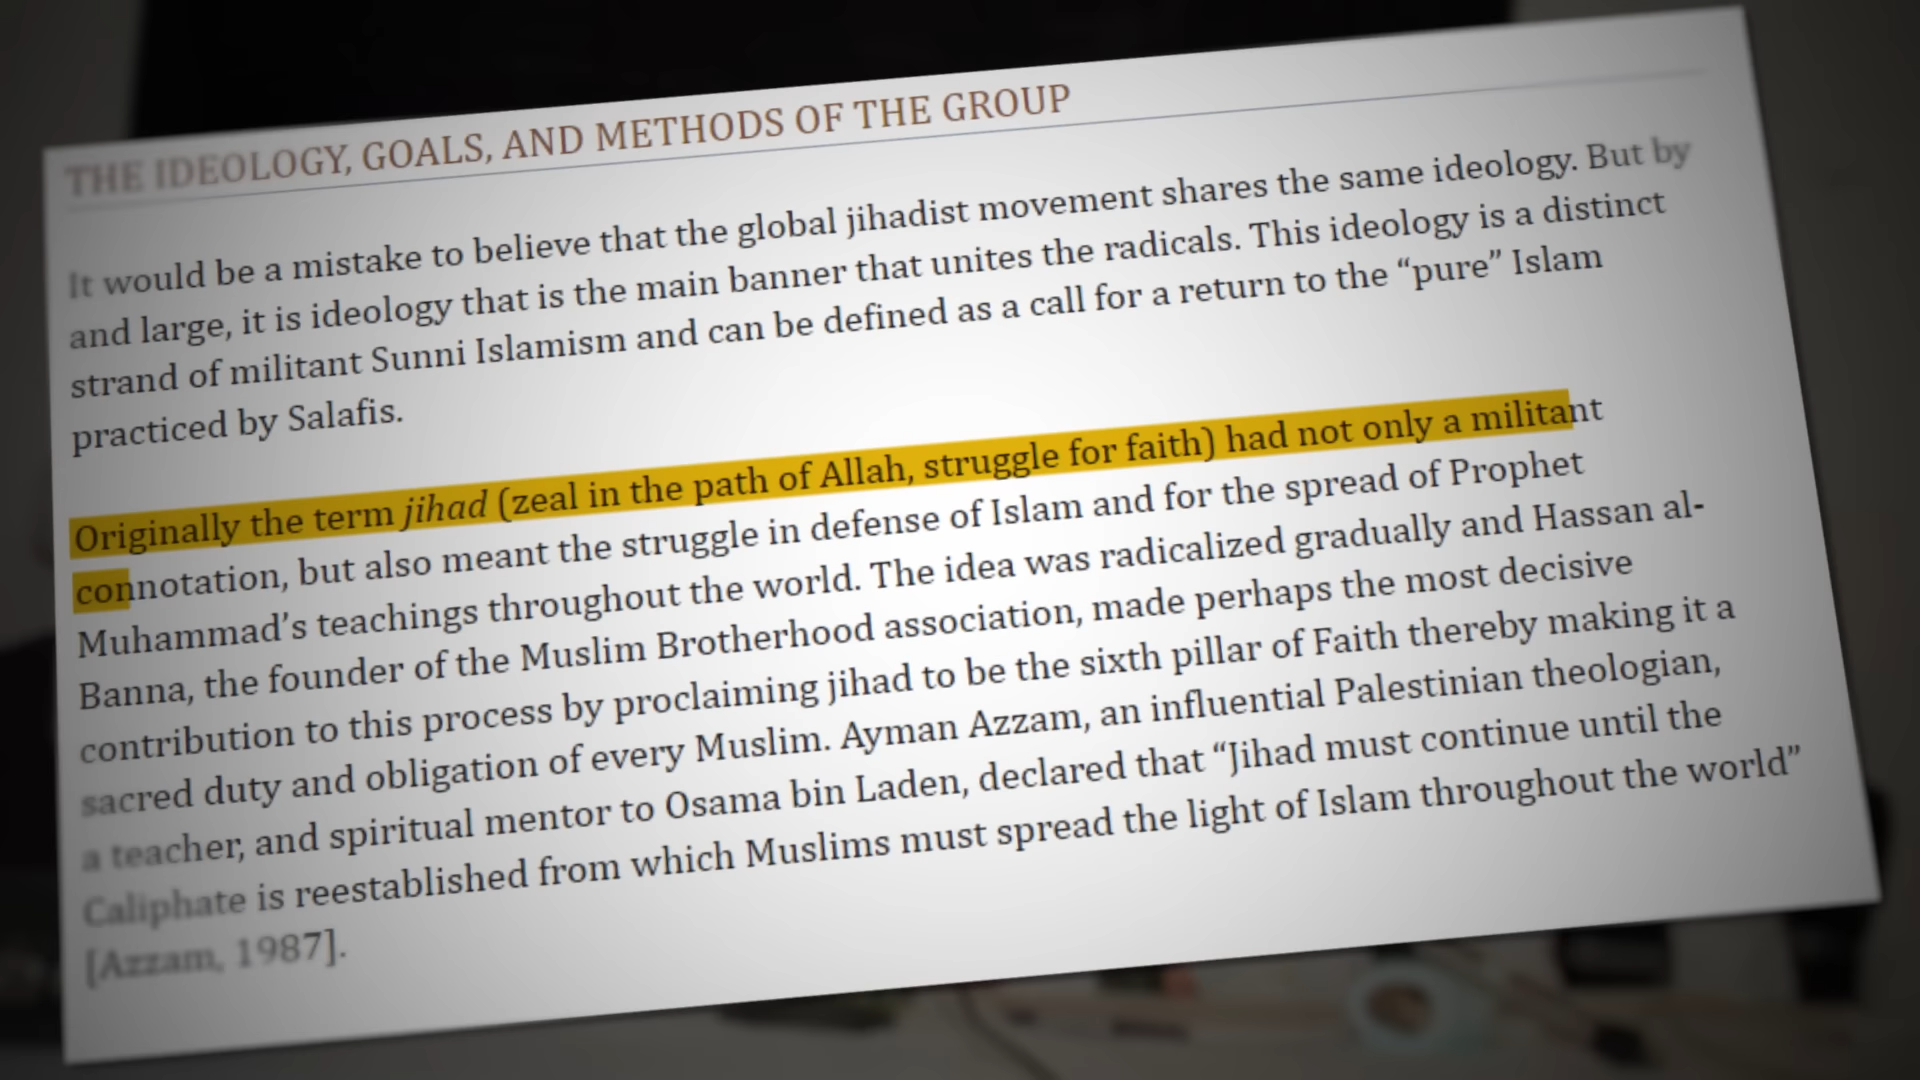 THE IDEOLOGY, GOALS, AND METHODS OF THE GROUP
It would be a mistake to believe that the global jihadist movement shares the same ideology. But by
and large, it is ideology that is the main banner that unites the radicals. This ideology is a distinct
strand of militant Sunni Islamism and can be defined as a call for a return to the “pure” Islam
practiced by Salafis.
Originally the term jihad (zeal in the path of Allah, struggle for faith) had not only a militant
connotation, but also meant the struggle in defense of Islam and for the spread of Prophet
Muhammad’s teachings throughout the world. The idea was radicalized gradually and Hassan al-
Banna, the founder of the Muslim Brotherhood association, made perhaps the most decisive
contribution to this process by proclaiming jihad to be the sixth pillar of Faith thereby making it a
sacred duty and obligation of every Muslim. Ayman Azzam, an influential Palestinian theologian,
a teacher, and spiritual mentor to Osama bin Laden, declared that “Jihad must continue until the
Caliphate is reestablished from which Muslims must spread the light of Islam throughout the world”
[Azzam, 1987].